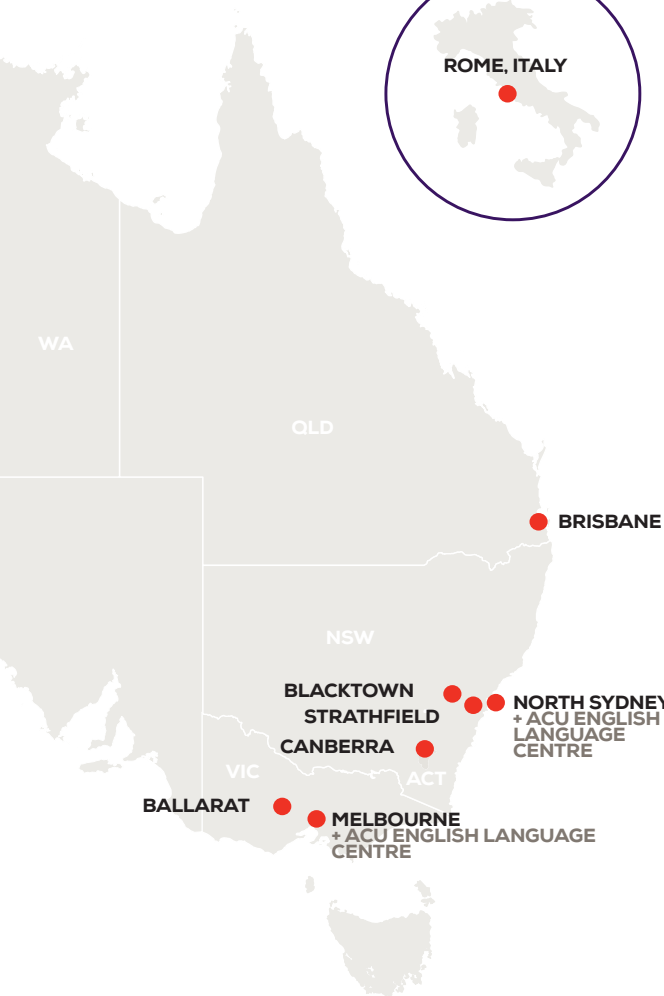 ROME, ITALY
WA
QLD
BRISBANE
NSW
BLACKTOWN
STRATHFIELD
NORTH SYDNEY
+ ACU ENGLISH
LANGUAGE
CENTRE
CANBERRA
VIC
ACT
BALLARAT
MELBOURNE
+ ACU ENGLISH LANGUAGE
CENTRE